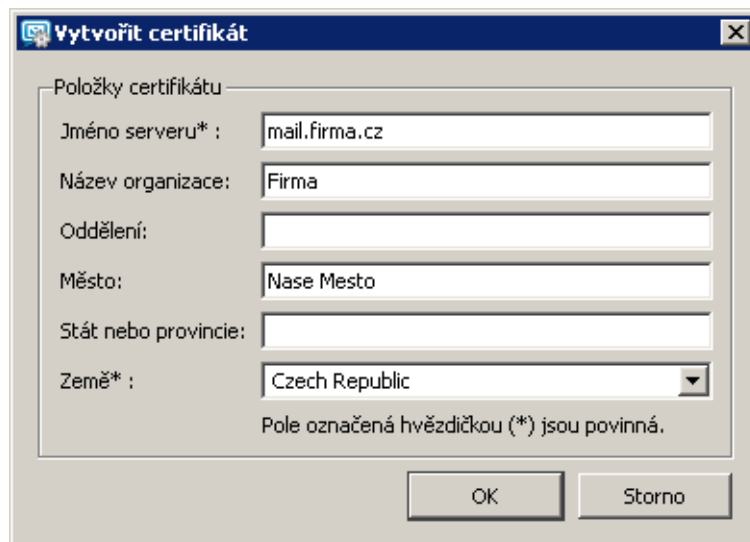 Vytvořit certifikát
Položky certifikátu
Jméno serveru* : mail.firma.cz
Název organizace: Firma
Oddělení:
Město: Nase Mesto
Stát nebo provincie:
Země* : Czech Republic
Pole označená hvězdičkou (*) jsou povinná.
OK Storno